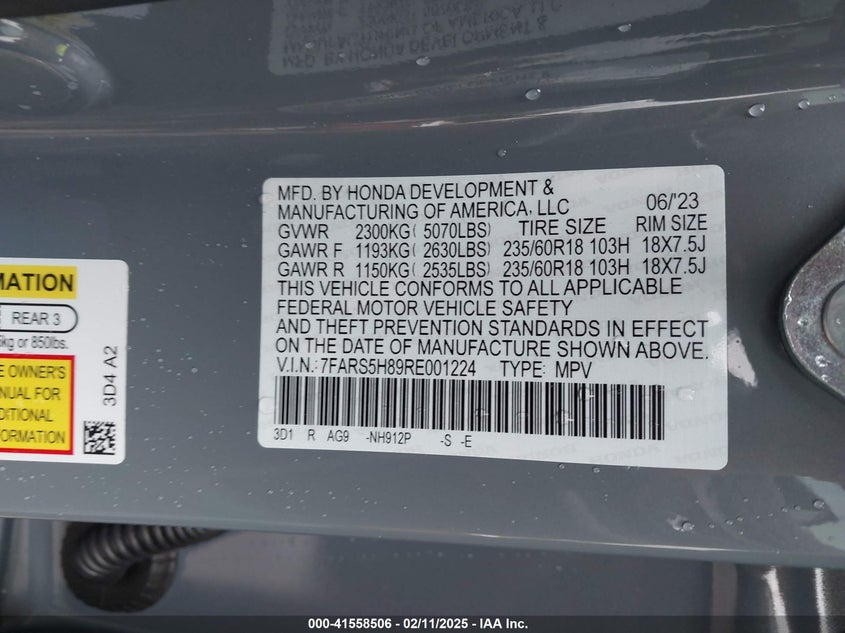 MFD. BY HONDA DEVELOPMENT &
MANUFACTURING OF AMERICA, LLC 06/'23
GVWR 2300KG( 5070LBS) TIRE SIZE RIM SIZE
GAWR F 1193KG( 2630LBS) 235/60R18 103H 18X7.5J
GAWR R 1150KG( 2535LBS) 235/60R18 103H 18X7.5J
THIS VEHICLE CONFORMS TO ALL APPLICABLE
FEDERAL MOTOR VEHICLE SAFETY
AND THEFT PREVENTION STANDARDS IN EFFECT
ON THE DATE OF MANUFACTURE SHOWN ABOVE.
V.I.N.:7FARS5H89RE001224 TYPE: MPV
3D1 R AG9 -NH912P -S -E
MATION
REAR 3
kg or 850lbs.
E OWNER'S
NUAL FOR
DITIONAL
FORMATION
3D4 A2
000-41558506 - 02/11/2025 - IAA Inc.